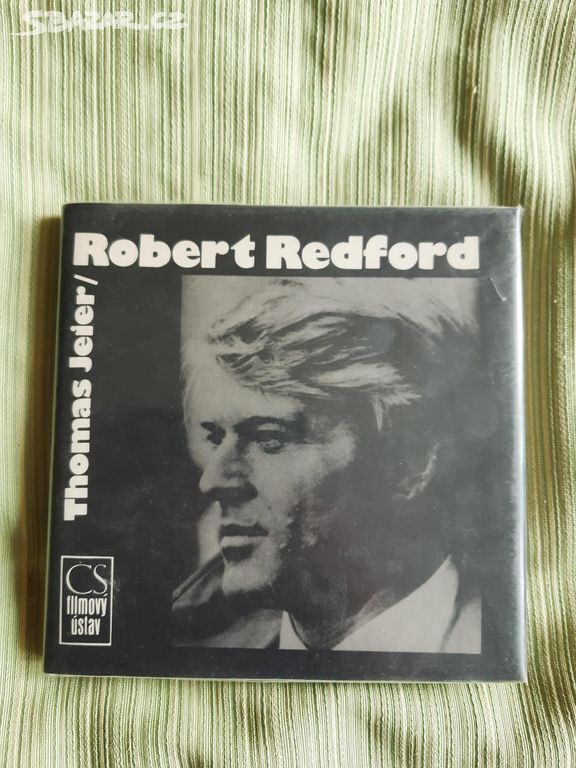 SBAZAR.CZ
Robert Redford
Thomas Jeier/
ČS
filmový
ústav